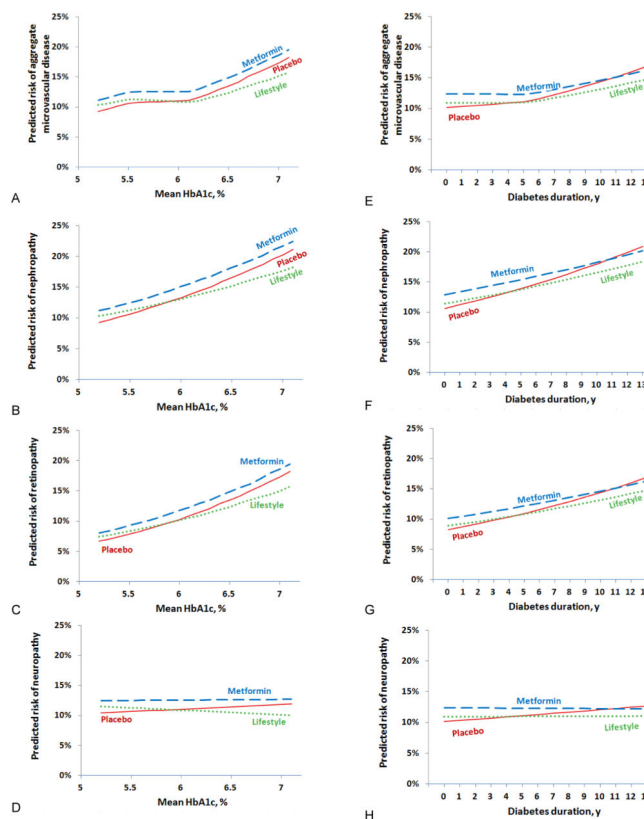 Predicted risk of aggregate
microvascular disease
25%
20%
15%
10%
5%
0%
Metformin
Placebo
Lifestyle
5
5.5
6
6.5
7
Mean HbA1c, %
A
Predicted risk of aggregate
microvascular disease
25%
20%
15%
10%
5%
0%
Metformin
Lifestyle
Placebo
0 1 2 3 4 5 6 7 8 9 10 11 12 13
Diabetes duration, y
E
Predicted risk of nephropathy
25%
20%
15%
10%
5%
0%
Metformin
Placebo
Lifestyle
5
5.5
6
6.5
7
Mean HbA1c, %
B
Predicted risk of nephropathy
25%
20%
15%
10%
5%
0%
Metformin
Lifestyle
Placebo
0 1 2 3 4 5 6 7 8 9 10 11 12 13
Diabetes duration, y
F
Predicted risk of retinopathy
25%
20%
15%
10%
5%
0%
Metformin
Lifestyle
Placebo
5
5.5
6
6.5
7
Mean HbA1c, %
C
Predicted risk of retinopathy
25%
20%
15%
10%
5%
0%
Metformin
Lifestyle
Placebo
0 1 2 3 4 5 6 7 8 9 10 11 12 13
Diabetes duration, y
G
Predicted risk of neuropathy
25%
20%
15%
10%
5%
0%
Metformin
Placebo
Lifestyle
5
5.5
6
6.5
7
Mean HbA1c, %
D
Predicted risk of neuropathy
25%
20%
15%
10%
5%
0%
Metformin
Placebo
Lifestyle
0 1 2 3 4 5 6 7 8 9 10 11 12 13
Diabetes duration, y
H